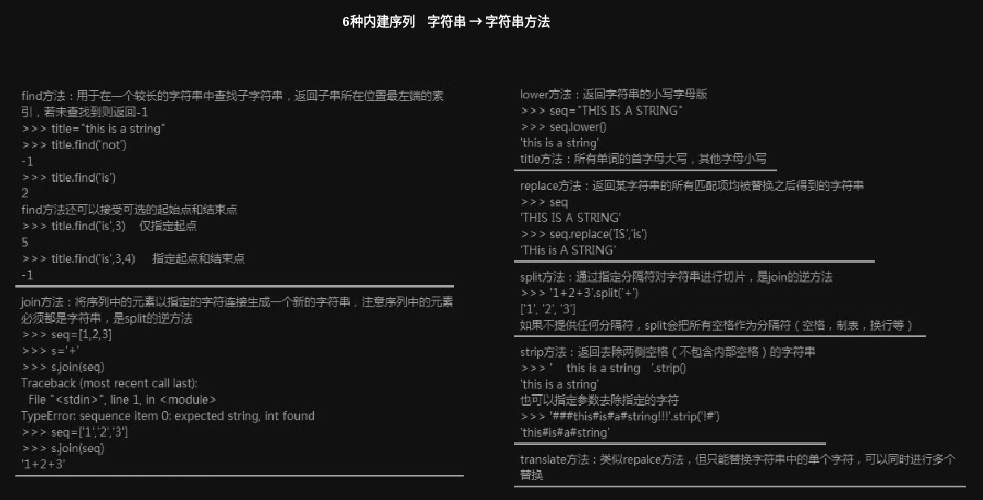 6种内建序列 字符串 → 字符串方法
find方法：用于在一个较长的字符串中查找子字符串，返回子串所在位置最左端的索
引，若未查找到则返回-1
>>> title="this is a string"
>>> title.find('not')
-1
>>> title.find('is')
2
find方法还可以接受可选的起始点和结束点
>>> title.find('is',3) 仅指定起点
5
>>> title.find('is',3,4) 指定起点和结束点
-1
join方法：将序列中的元素以指定的字符连接生成一个新的字符串，注意序列中的元素
必须都是字符串，是split的逆方法
>>> seq=[1,2,3]
>>> s='+'
>>> s.join(seq)
Traceback (most recent call last):
File "<stdin>", line 1, in <module>
TypeError: sequence item 0: expected string, int found
>>> seq=['1','2','3']
>>> s.join(seq)
'1+2+3'
lower方法：返回字符串的小写字母版
>>> seq="THIS IS A STRING"
>>> seq.lower()
'this is a string'
title方法：所有单词的首字母大写，其他字母小写
replace方法：返回某字符串的所有匹配项均被替换之后得到的字符串
>>> seq
'THIS IS A STRING'
>>> seq.replace('IS','is')
'THis is A STRING'
split方法：通过指定分隔符对字符串进行切片，是join的逆方法
>>> '1+2+3'.split('+')
['1', '2', '3']
如果不提供任何分隔符，split会把所有空格作为分隔符（空格，制表，换行等）
strip方法：返回去除两侧空格（不包含内部空格）的字符串
>>> " this is a string '.strip()
'this is a string'
也可以指定参数去除指定的字符
>>> '###this#is#a#string!!!'.strip('!#')
'this#is#a#string'
translate方法：类似repalce方法，但只能替换字符串中的单个字符，可以同时进行多个
替换